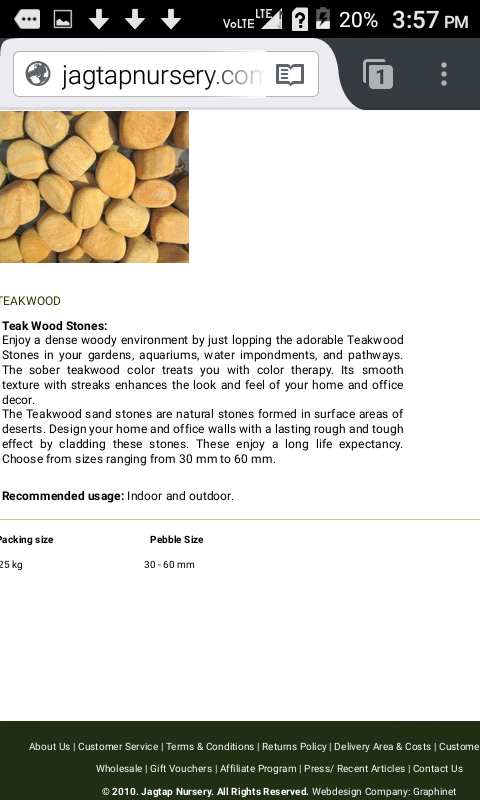 VoLTE LTE 20% 3:57 PM
jagtapnursery.com
1
TEAKWOOD
Teak Wood Stones:
Enjoy a dense woody environment by just lopping the adorable Teakwood
Stones in your gardens, aquariums, water impondments, and pathways.
The sober teakwood color treats you with color therapy. Its smooth
texture with streaks enhances the look and feel of your home and office
decor.
The Teakwood sand stones are natural stones formed in surface areas of
deserts. Design your home and office walls with a lasting rough and tough
effect by cladding these stones. These enjoy a long life expectancy.
Choose from sizes ranging from 30 mm to 60 mm.
Recommended usage: Indoor and outdoor.
Packing size Pebble Size
25 kg 30 - 60 mm
About Us | Customer Service | Terms & Conditions | Returns Policy | Delivery Area & Costs | Custome
Wholesale | Gift Vouchers | Affiliate Program | Press/ Recent Articles | Contact Us
© 2010. Jagtap Nursery. All Rights Reserved. Webdesign Company: Graphinet